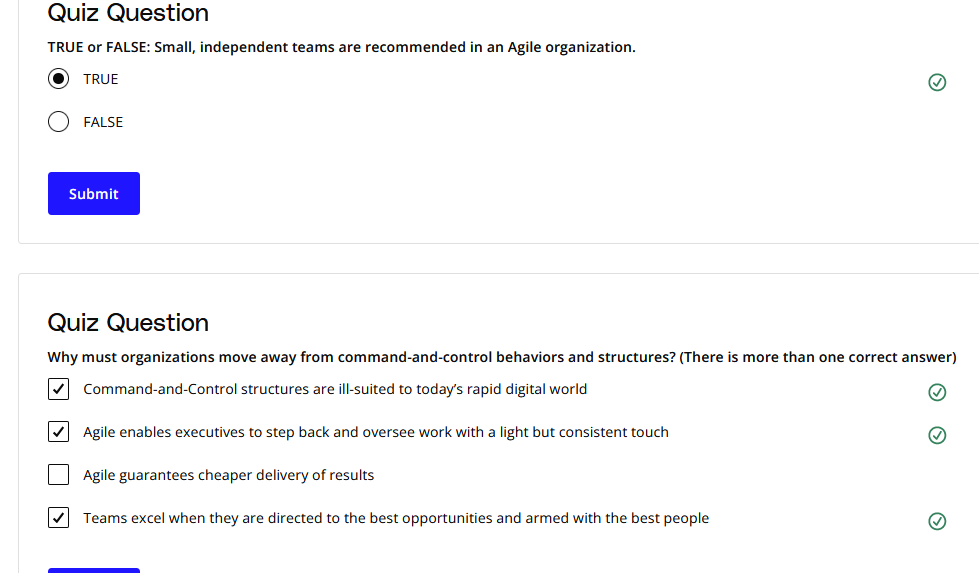 Quiz Question
TRUE or FALSE: Small, independent teams are recommended in an Agile organization.
TRUE
FALSE
Submit
Quiz Question
Why must organizations move away from command-and-control behaviors and structures? (There is more than one correct answer)
Command-and-Control structures are ill-suited to today’s rapid digital world
Agile enables executives to step back and oversee work with a light but consistent touch
Agile guarantees cheaper delivery of results
Teams excel when they are directed to the best opportunities and armed with the best people